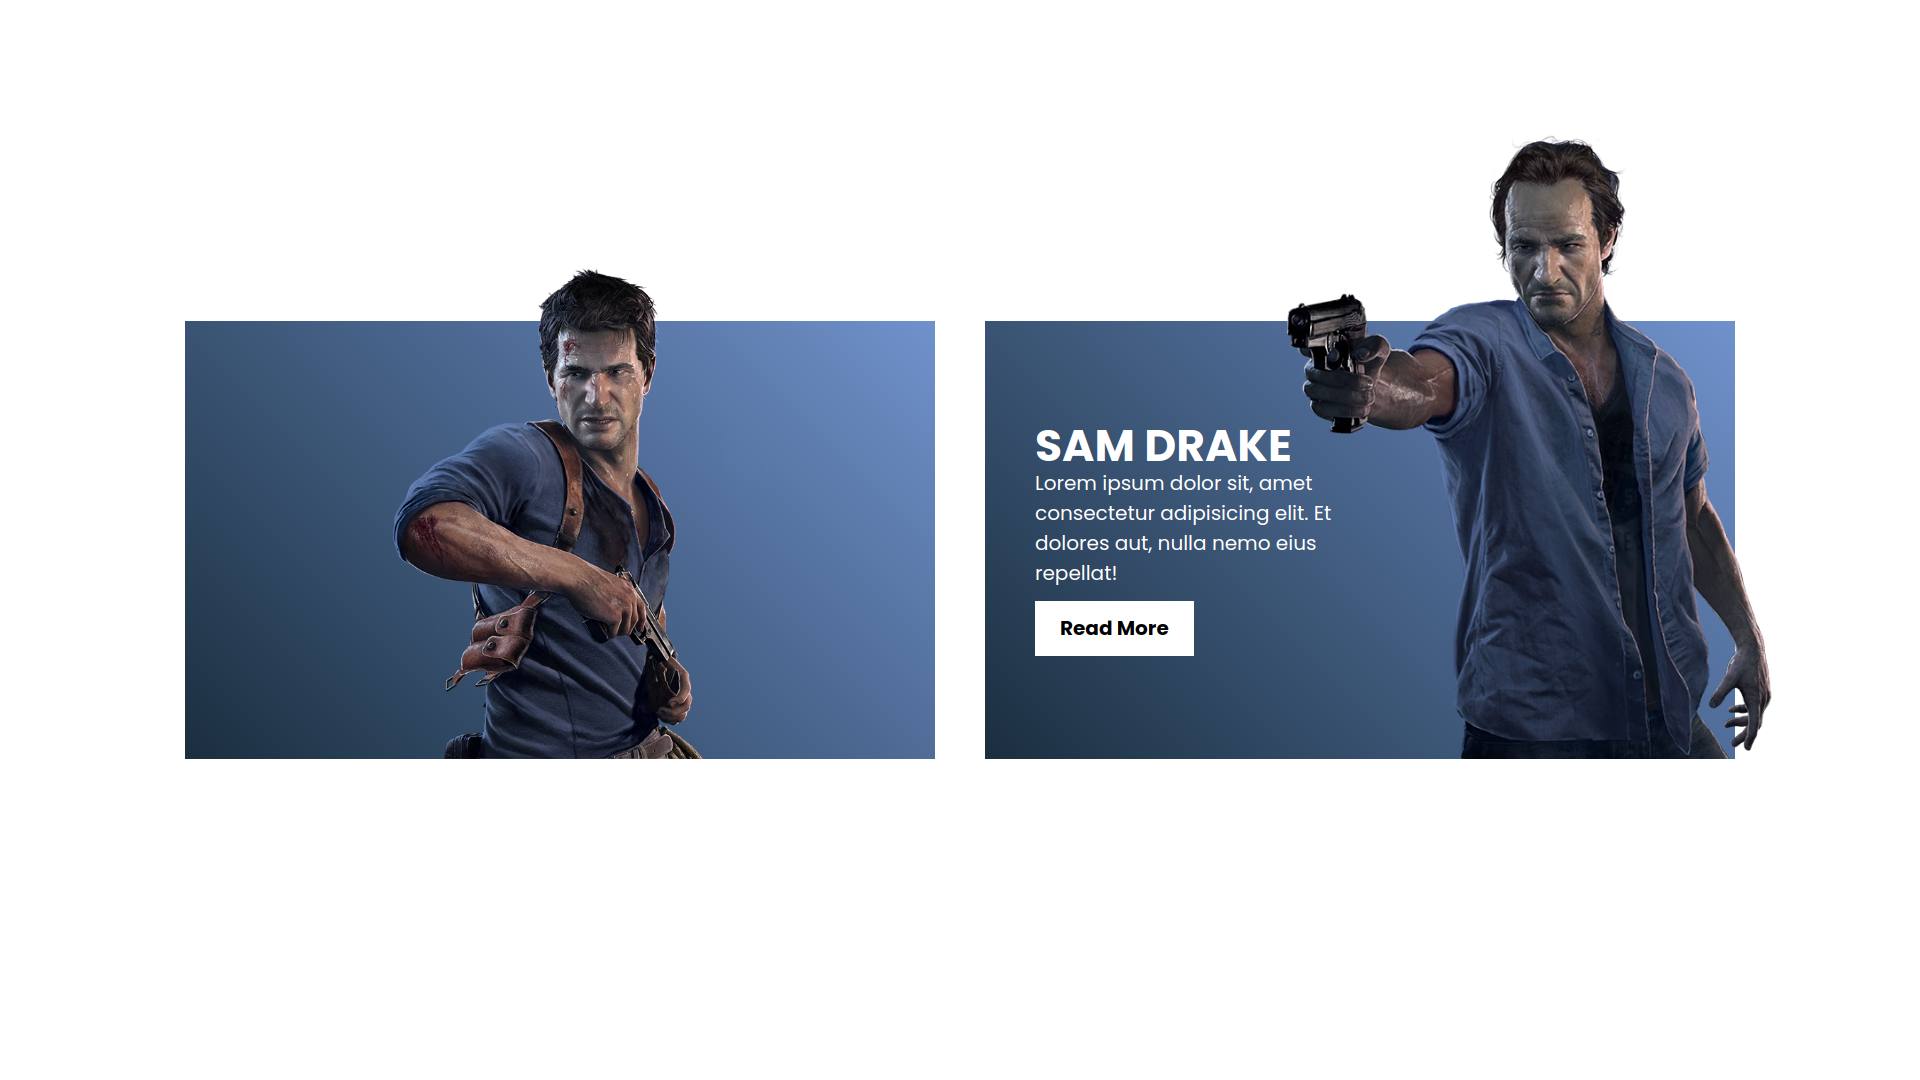 SAM DRAKE
Lorem ipsum dolor sit, amet
consectetur adipisicing elit. Et
dolores aut, nulla nemo eius
repellat!
Read More